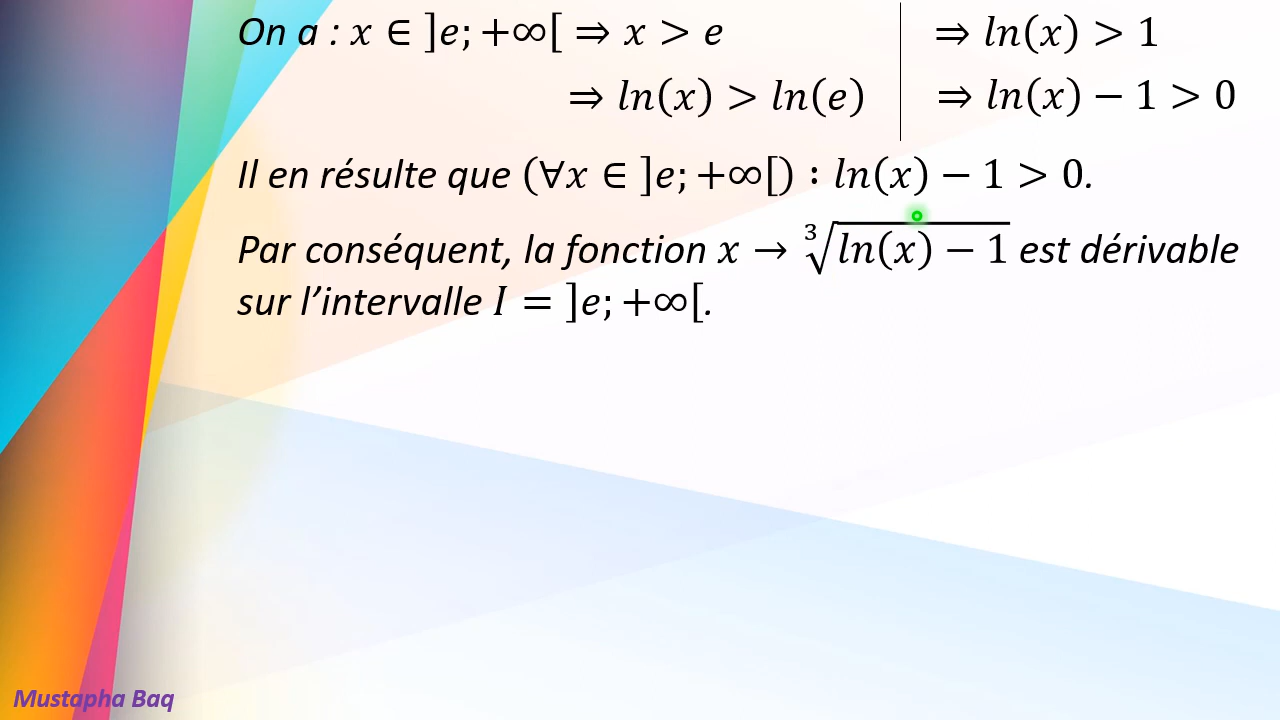 On a : x ∈ ]e; +∞[ ⇒ x > e
⇒ ln(x) > ln(e)
⇒ ln(x) > 1
⇒ ln(x) − 1 > 0
Il en résulte que (∀x ∈ ]e; +∞[) : ln(x) − 1 > 0.
Par conséquent, la fonction x → ∛(ln(x) − 1) est dérivable
sur l’intervalle I = ]e; +∞[.
Mustapha Baq